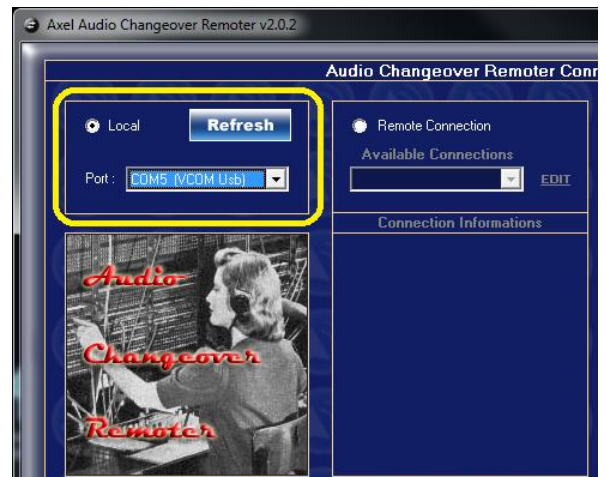 Axel Audio Changeover Remoter v2.0.2
Audio Changeover Remoter Conn
Local
Refresh
Port : COM5 (VCOM Usb)
Remote Connection
Available Connections
EDIT
Connection Informations
Audio
Changeover
Remoter